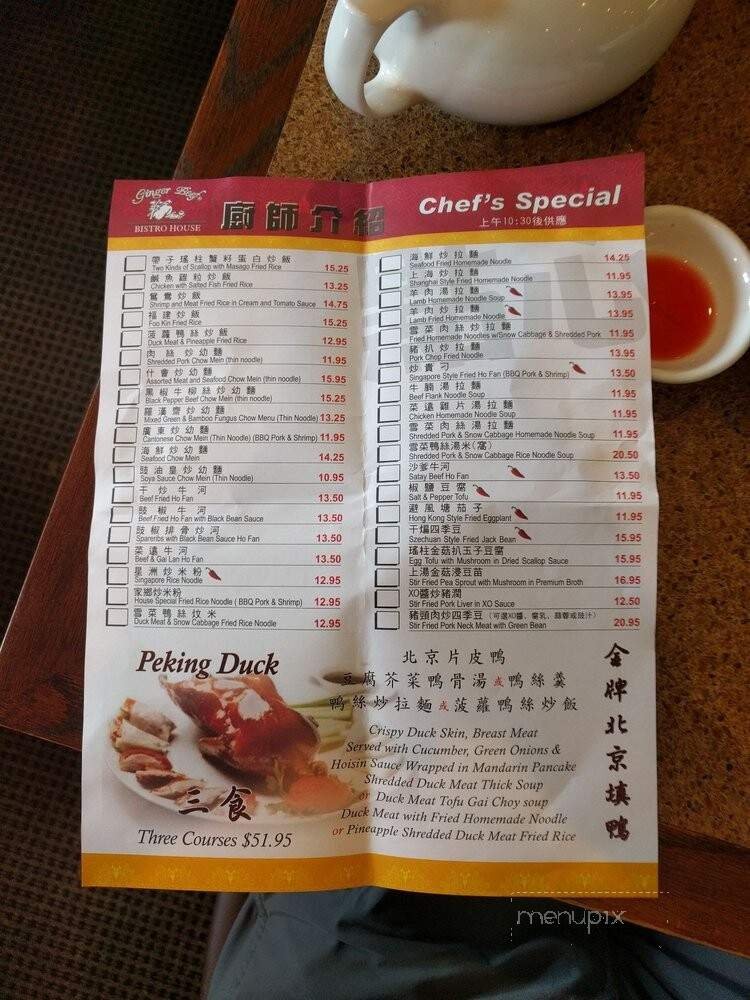 Ginger Beef
BISTRO HOUSE
廚師介紹
Chef's Special
上午10:30後供應
帶子瑤柱蟹籽蛋白炒飯
Two Kinds of Scallop with Masago Fried Rice 15.25
鹹魚雞粒炒飯
Chicken with Salted Fish Fried Rice 13.25
鴛鴦炒飯
Shrimp and Meat Fried Rice in Cream and Tomato Sauce 14.75
福建炒飯
Foo Kin Fried Rice 15.25
菠蘿鴨絲炒飯
Duck Meat & Pineapple Fried Rice 12.95
肉絲炒幼麵
Shredded Pork Chow Mein (thin noodle) 11.95
什會炒幼麵
Assorted Meat and Seafood Chow Mein (thin noodle) 15.95
黑椒牛柳絲炒幼麵
Black Pepper Beef Chow Mein (thin noodle) 15.25
羅漢齋炒幼麵
Mixed Green & Bamboo Fungus Chow Menu (Thin Noodle) 13.25
廣東炒幼麵
Cantonese Chow Mein (Thin Noodle) (BBQ Pork & Shrimp) 11.95
海鮮炒幼麵
Seafood Chow Mein 14.25
豉油皇炒幼麵
Soya Sauce Chow Mein (Thin Noodle) 10.95
干炒牛河
Beef Fried Ho Fan 13.50
豉椒牛河
Beef Fried Ho Fan with Black Bean Sauce 13.50
豉椒排骨炒河
Spareribs with Black Bean Sauce Ho Fan 13.50
菜遠牛河
Beef & Gai Lan Ho Fan 13.50
星洲炒米粉
Singapore Rice Noodle 12.95
家鄉炒米粉
House Special Fried Rice Noodle ( BBQ Pork & Shrimp) 12.95
雪菜鴨絲炆米
Duck Meat & Snow Cabbage Fried Rice Noodle 12.95
海鮮炒拉麵
Seafood Fried Homemade Noodle 14.25
上海炒拉麵
Shanghai Style Fried Homemade Noodle 11.95
羊肉湯拉麵
Lamb Homemade Noodle Soup 13.95
羊肉炒拉麵
Lamb Fried Homemade Noodle 13.95
雪菜肉絲炒拉麵
Fried Homemade Noodles w/Snow Cabbage & Shredded Pork 11.95
豬扒炒拉麵
Pork Chop Fried Noodle 13.95
炒貴刁
Singapore Style Fried Ho Fan (BBQ Pork & Shrimp) 13.50
牛腩湯拉麵
Beef Flank Noodle Soup 11.95
菜遠雞片湯拉麵
Chicken Homemade Noodle Soup 11.95
雪菜肉絲湯拉麵
Shredded Pork & Snow Cabbage Homemade Noodle Soup 11.95
雪菜鴨絲湯米(窩)
Shredded Pork & Snow Cabbage Rice Noodle Soup 20.50
沙爹牛河
Satay Beef Ho Fan 13.50
椒鹽豆腐
Salt & Pepper Tofu 11.95
避風塘茄子
Hong Kong Style Fried Eggplant 11.95
干煸四季豆
Szechuan Style Fried Jack Bean 15.95
瑤柱金菇扒玉子豆腐
Egg Tofu with Mushroom in Dried Scallop Sauce 15.95
上湯金菇浸豆苗
Stir Fried Pea Sprout with Mushroom in Premium Broth 16.95
XO醬炒豬潤
Stir Fried Pork Liver in XO Sauce 12.50
豬頸肉炒四季豆 (可選XO醬、腐乳、蒜蓉或豉汁)
Stir Fried Pork Neck Meat with Green Bean 20.95
Peking Duck
三食
Three Courses $51.95
北京片皮鴨
豆腐芥菜鴨骨湯或鴨絲羹
鴨絲炒拉麵或菠蘿鴨絲炒飯
Crispy Duck Skin, Breast Meat
Served with Cucumber, Green Onions &
Hoisin Sauce Wrapped in Mandarin Pancake
Shredded Duck Meat Thick Soup
or Duck Meat Tofu Gai Choy soup
Duck Meat with Fried Homemade Noodle
or Pineapple Shredded Duck Meat Fried Rice
金牌北京填鴨
menupix